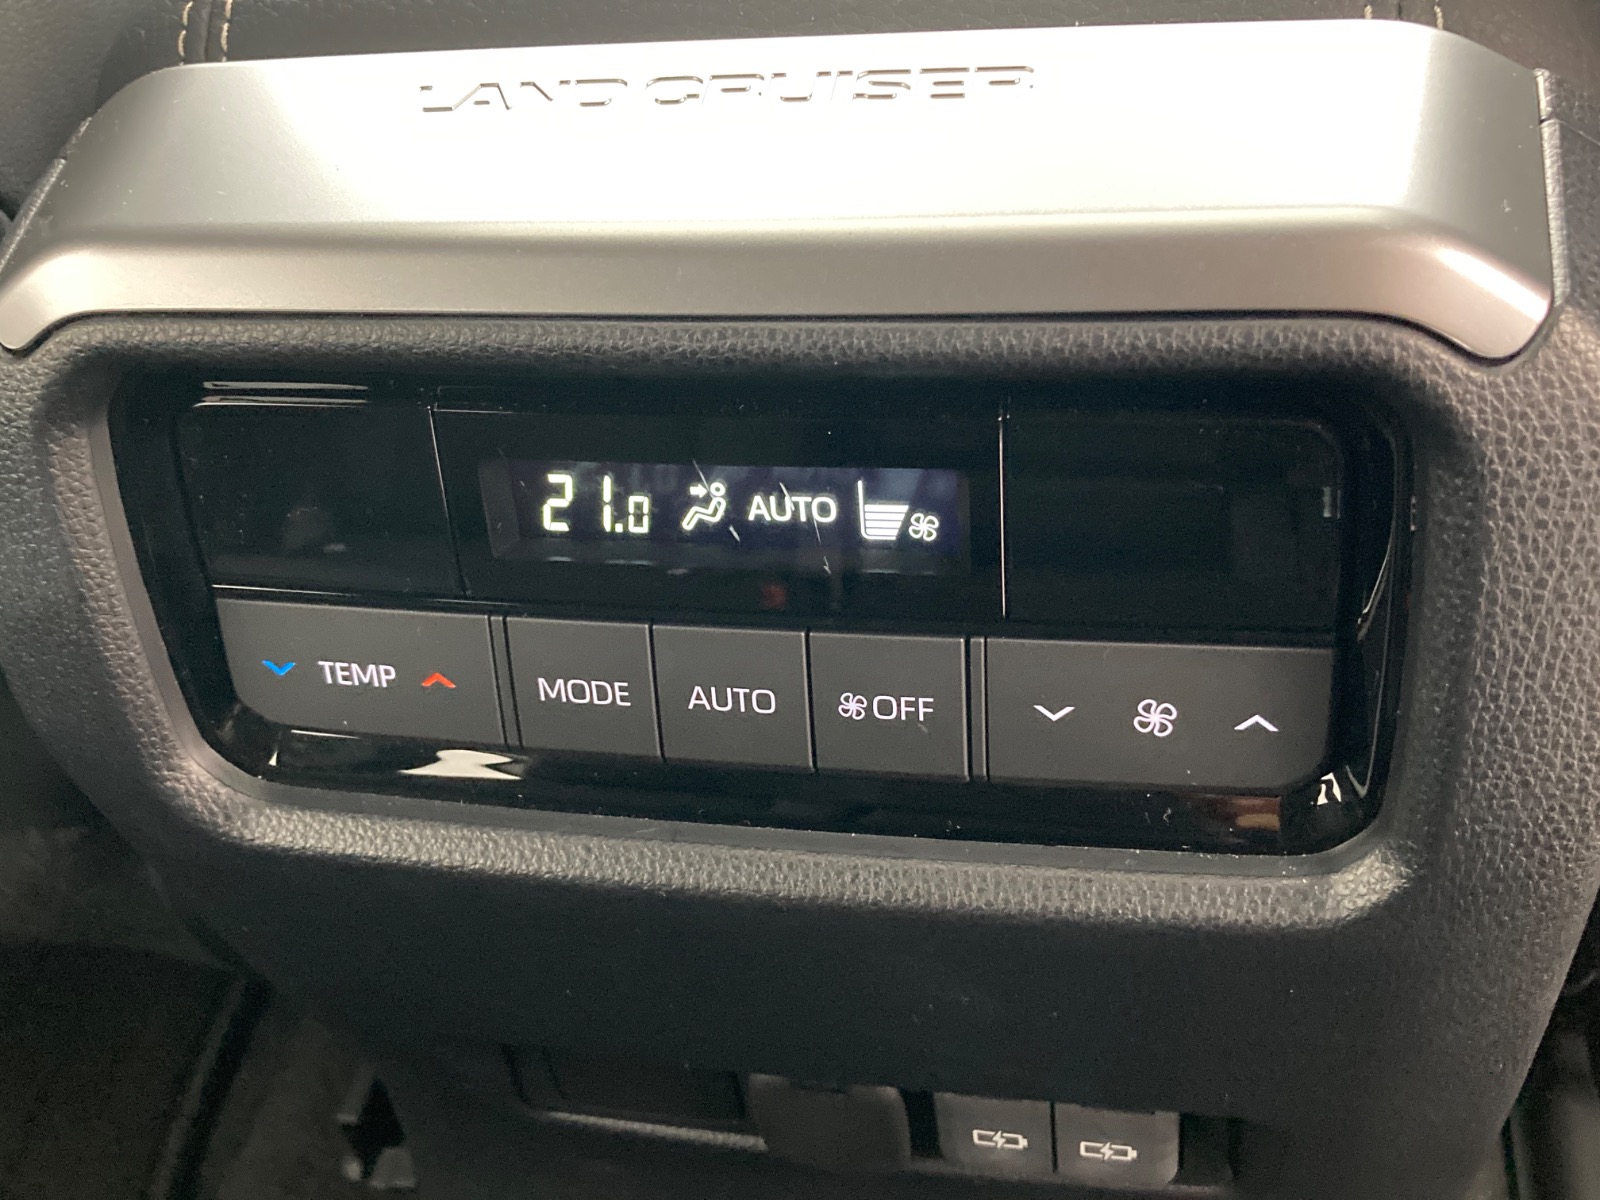 LAND CRUISER
21.0 AUTO
TEMP MODE AUTO OFF